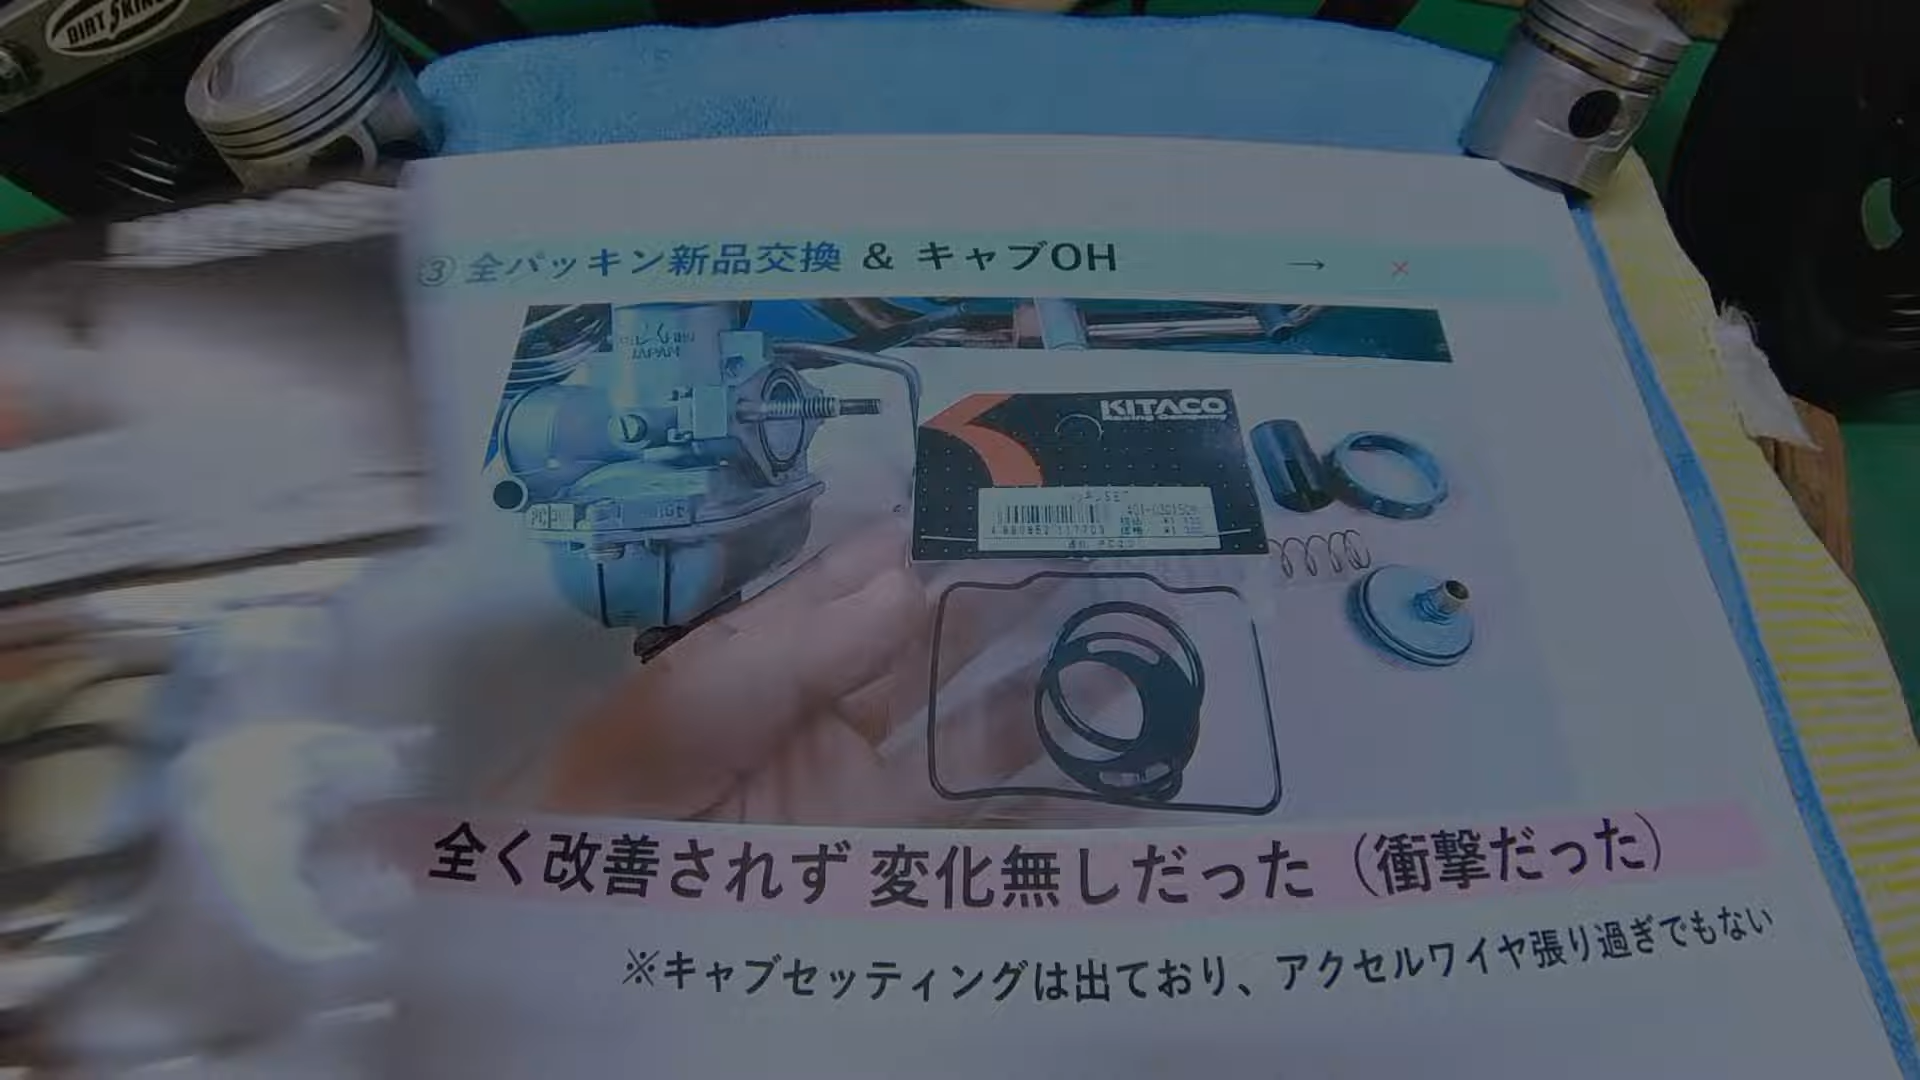 DIRT SKINS
③ 全パッキン新品交換 & キャブOH → ×
JAPAN
KITACO
Racing Company
全く改善されず 変化無しだった（衝撃だった）
※キャブセッティングは出ており、アクセルワイヤ張り過ぎでもない